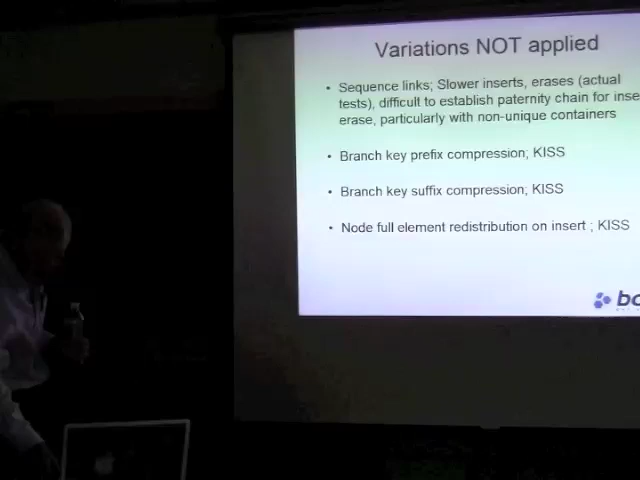 Variations NOT applied
• Sequence links; Slower inserts, erases (actual
tests), difficult to establish paternity chain for inse
erase, particularly with non-unique containers
• Branch key prefix compression; KISS
• Branch key suffix compression; KISS
• Node full element redistribution on insert ; KISS